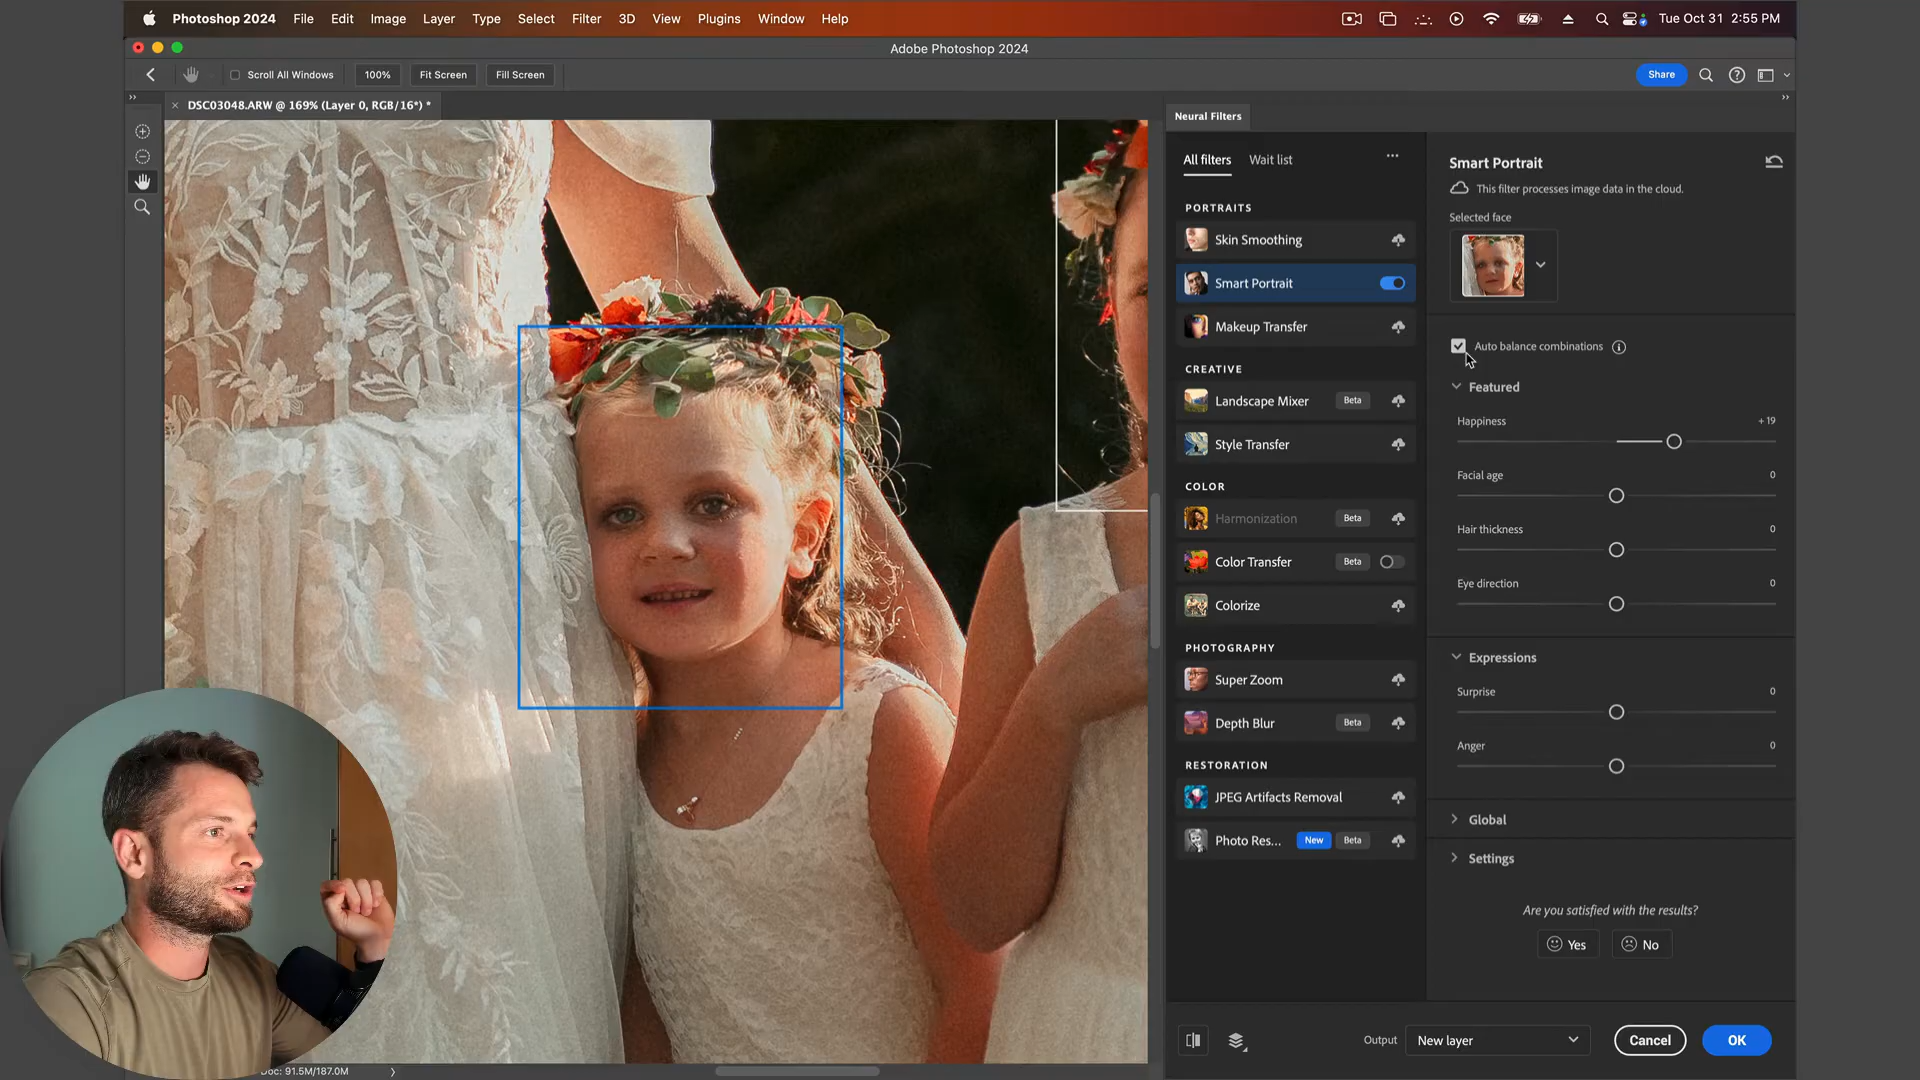 Photoshop 2024 File Edit Image Layer Type Select Filter 3D View Plugins Window Help Tue Oct 31 2:55 PM
Adobe Photoshop 2024
Scroll All Windows 100% Fit Screen Fill Screen Share
DSC03048.ARW @ 169% (Layer 0, RGB/16*) *
Neural Filters
All filters Wait list
PORTRAITS
Skin Smoothing
Smart Portrait
Makeup Transfer
CREATIVE
Landscape Mixer Beta
Style Transfer
COLOR
Harmonization Beta
Color Transfer Beta
Colorize
PHOTOGRAPHY
Super Zoom
Depth Blur Beta
RESTORATION
JPEG Artifacts Removal
Photo Res... New Beta
Smart Portrait
This filter processes image data in the cloud.
Selected face
Auto balance combinations
Featured
Happiness +19
Facial age 0
Hair thickness 0
Eye direction 0
Expressions
Surprise 0
Anger 0
Global
Settings
Are you satisfied with the results?
Yes No
Output New layer Cancel OK
Doc: 91.5M/187.0M